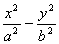 x²/a² − y²/b²